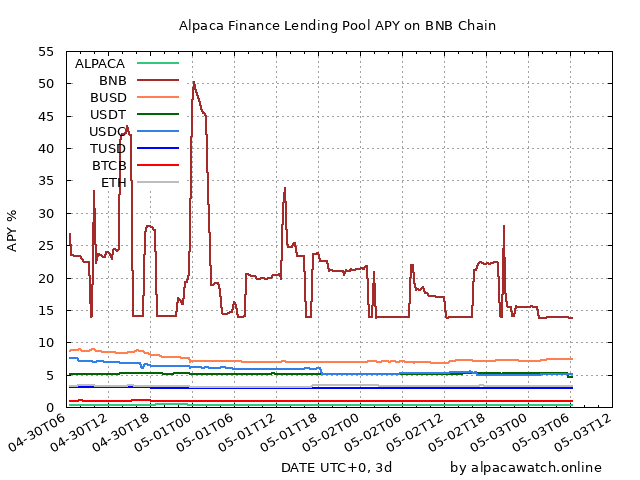 Alpaca Finance Lending Pool APY on BNB Chain
55
50
45
40
35
30
25
20
15
10
5
0
APY %
ALPACA
BNB
BUSD
USDT
USDC
TUSD
BTCB
ETH
04-30T06
04-30T12
04-30T18
05-01T00
05-01T06
05-01T12
05-01T18
05-02T00
05-02T06
05-02T12
05-02T18
05-03T00
05-03T06
05-03T12
DATE UTC+0, 3d
by alpacawatch.online